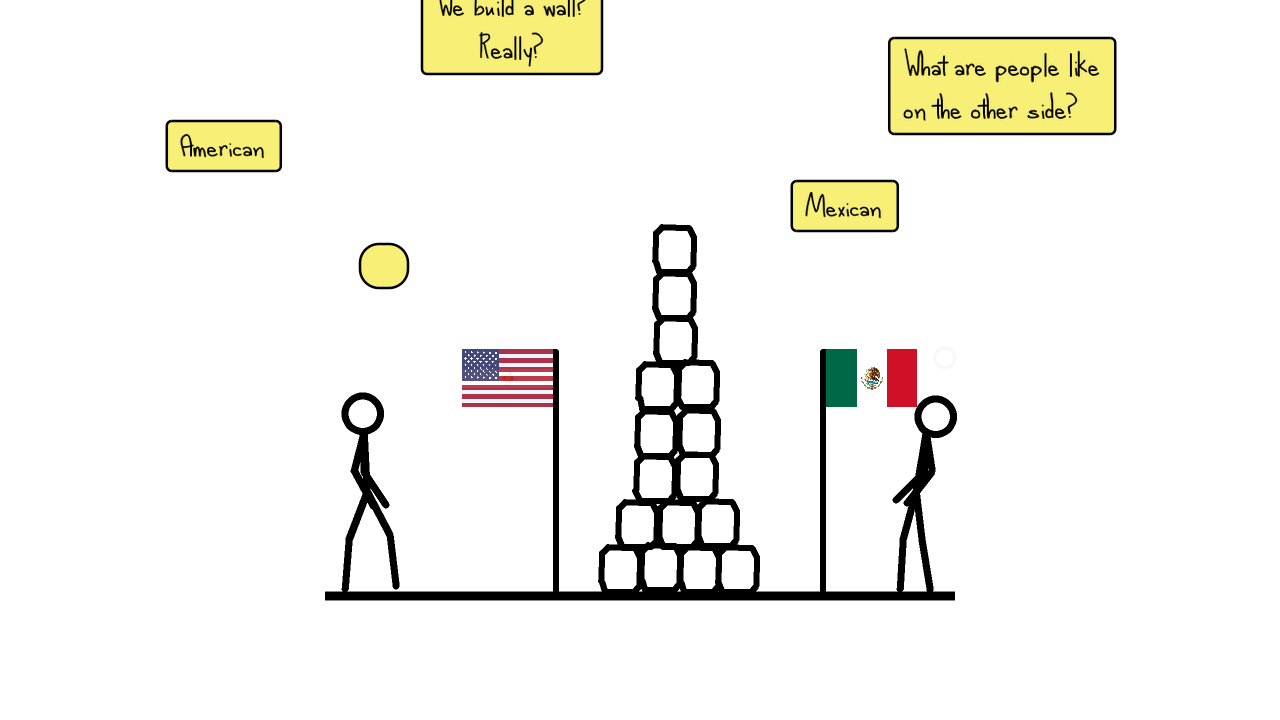 We build a wall?
Really?
What are people like
on the other side?
American
Mexican